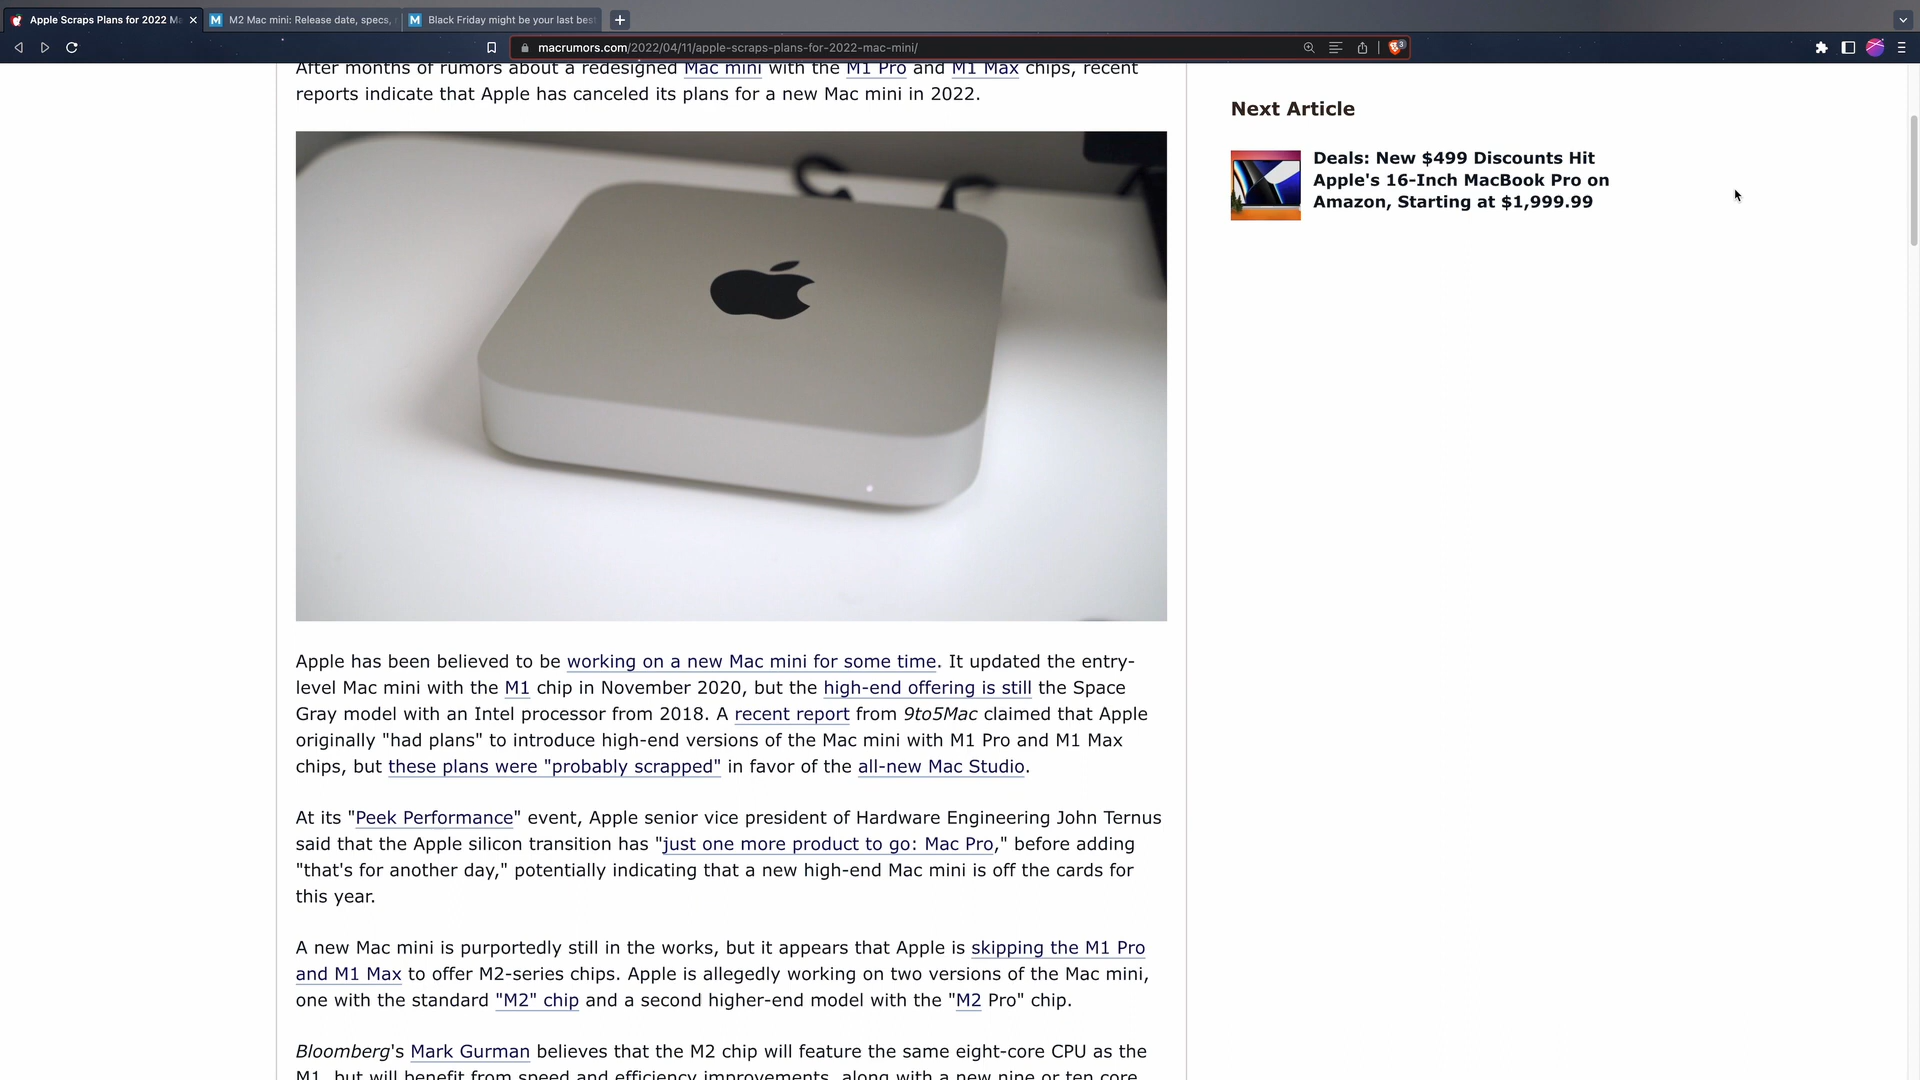 Apple Scraps Plans for 2022 Ma
M2 Mac mini: Release date, specs,
Black Friday might be your last bes
macrumors.com/2022/04/11/apple-scraps-plans-for-2022-mac-mini/
3
After months of rumors about a redesigned Mac mini with the M1 Pro and M1 Max chips, recent
reports indicate that Apple has canceled its plans for a new Mac mini in 2022.
Apple has been believed to be working on a new Mac mini for some time. It updated the entry-
level Mac mini with the M1 chip in November 2020, but the high-end offering is still the Space
Gray model with an Intel processor from 2018. A recent report from 9to5Mac claimed that Apple
originally "had plans" to introduce high-end versions of the Mac mini with M1 Pro and M1 Max
chips, but these plans were "probably scrapped" in favor of the all-new Mac Studio.
At its "Peek Performance" event, Apple senior vice president of Hardware Engineering John Ternus
said that the Apple silicon transition has "just one more product to go: Mac Pro," before adding
"that's for another day," potentially indicating that a new high-end Mac mini is off the cards for
this year.
A new Mac mini is purportedly still in the works, but it appears that Apple is skipping the M1 Pro
and M1 Max to offer M2-series chips. Apple is allegedly working on two versions of the Mac mini,
one with the standard "M2" chip and a second higher-end model with the "M2 Pro" chip.
Bloomberg's Mark Gurman believes that the M2 chip will feature the same eight-core CPU as the
M1, but will benefit from speed and efficiency improvements, along with a new nine or ten core
Next Article
Deals: New $499 Discounts Hit
Apple's 16-Inch MacBook Pro on
Amazon, Starting at $1,999.99